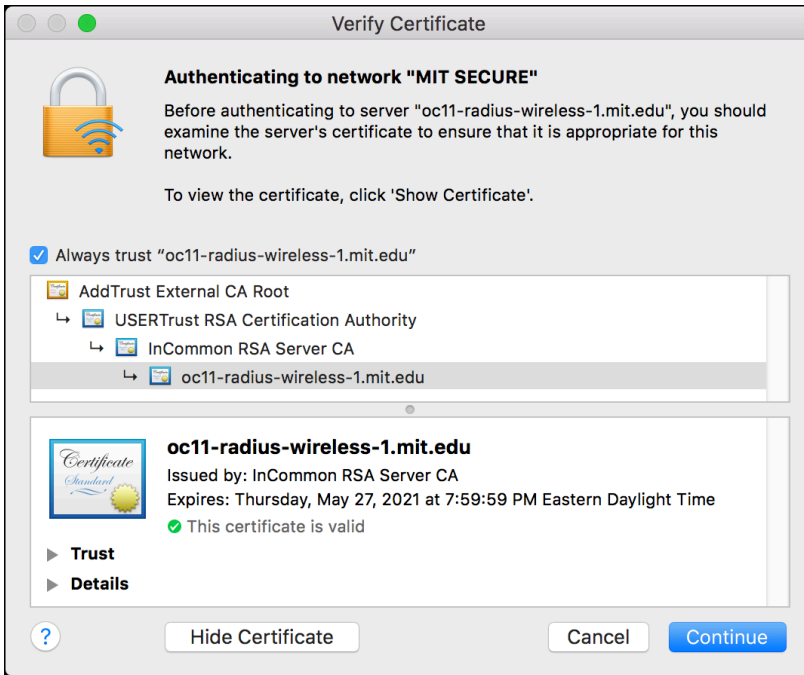 Verify Certificate
Authenticating to network "MIT SECURE"
Before authenticating to server "oc11-radius-wireless-1.mit.edu", you should
examine the server's certificate to ensure that it is appropriate for this
network.
To view the certificate, click 'Show Certificate'.
Always trust “oc11-radius-wireless-1.mit.edu”
AddTrust External CA Root
USERTrust RSA Certification Authority
InCommon RSA Server CA
oc11-radius-wireless-1.mit.edu
Certificate
Standard
oc11-radius-wireless-1.mit.edu
Issued by: InCommon RSA Server CA
Expires: Thursday, May 27, 2021 at 7:59:59 PM Eastern Daylight Time
This certificate is valid
Trust
Details
?
Hide Certificate
Cancel
Continue